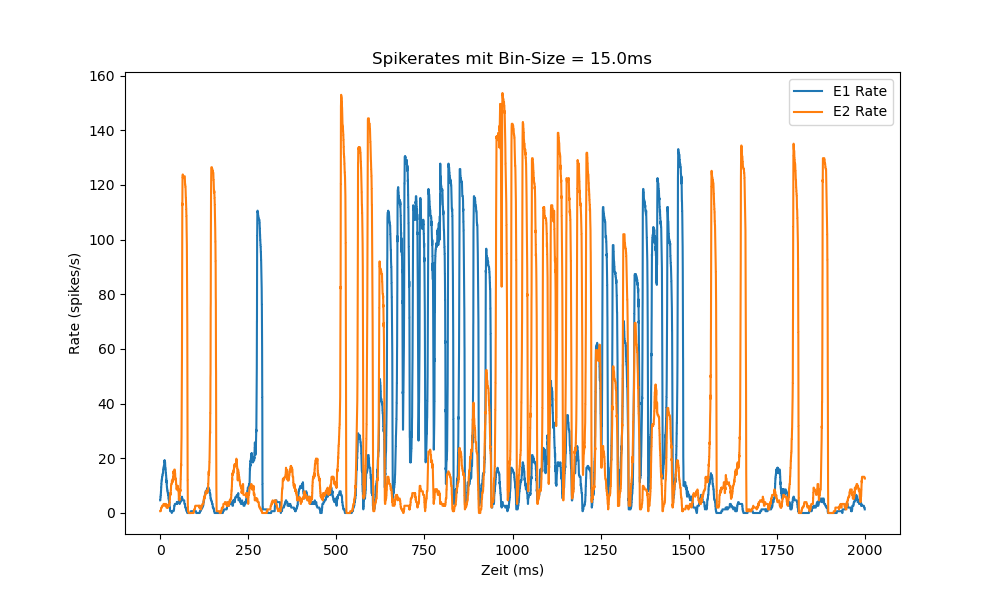 Spikerates mit Bin-Size = 15.0ms
E1 Rate
E2 Rate
160
140
120
100
80
60
40
20
0
Rate (spikes/s)
0 250 500 750 1000 1250 1500 1750 2000
Zeit (ms)